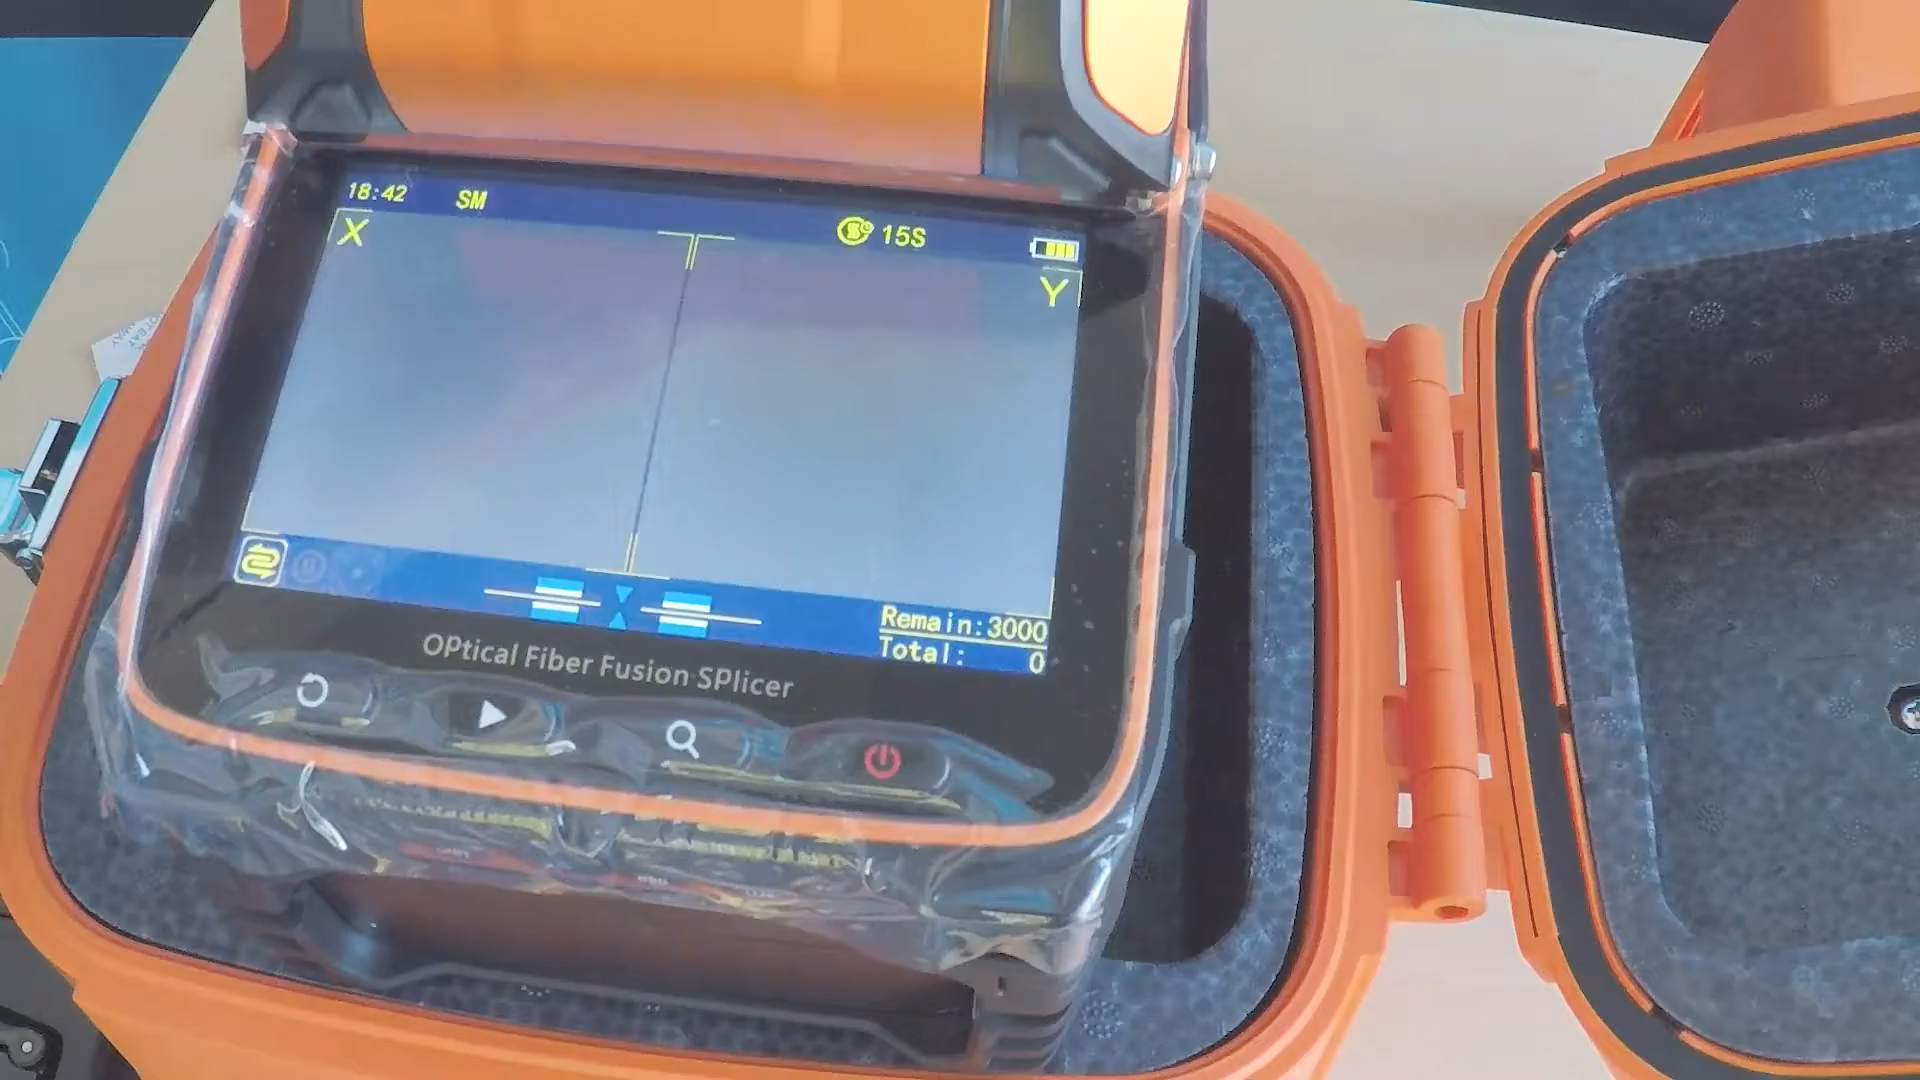 18:42 SM 15S
X
Y
Remain:3000
Total: 0
OPtical Fiber Fusion SPlicer